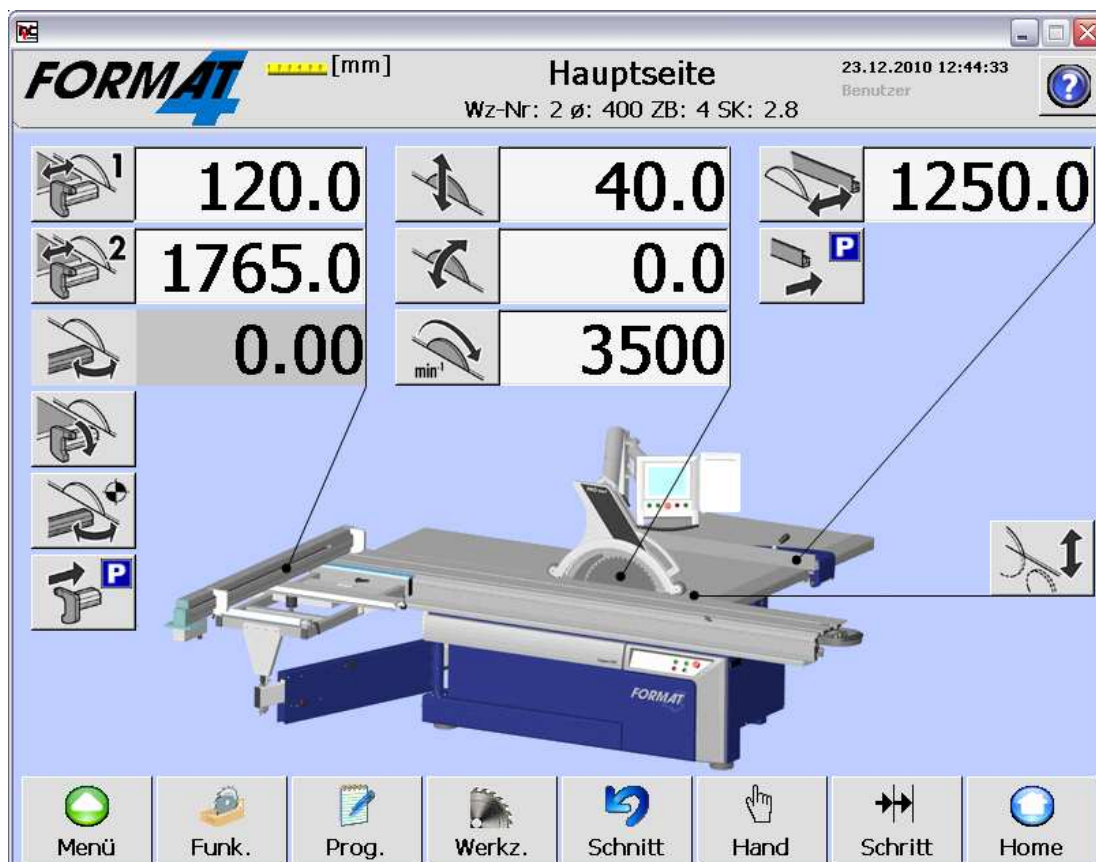 FORMAT 4
[mm]
Hauptseite
Wz-Nr: 2 ø: 400 ZB: 4 SK: 2.8
23.12.2010 12:44:33
Benutzer
?
1
120.0
40.0
1250.0
2
1765.0
0.0
P
0.00
min⁻¹
3500
P
FORMAT
Menü
Funk.
Prog.
Werkz.
Schnitt
Hand
Schritt
Home